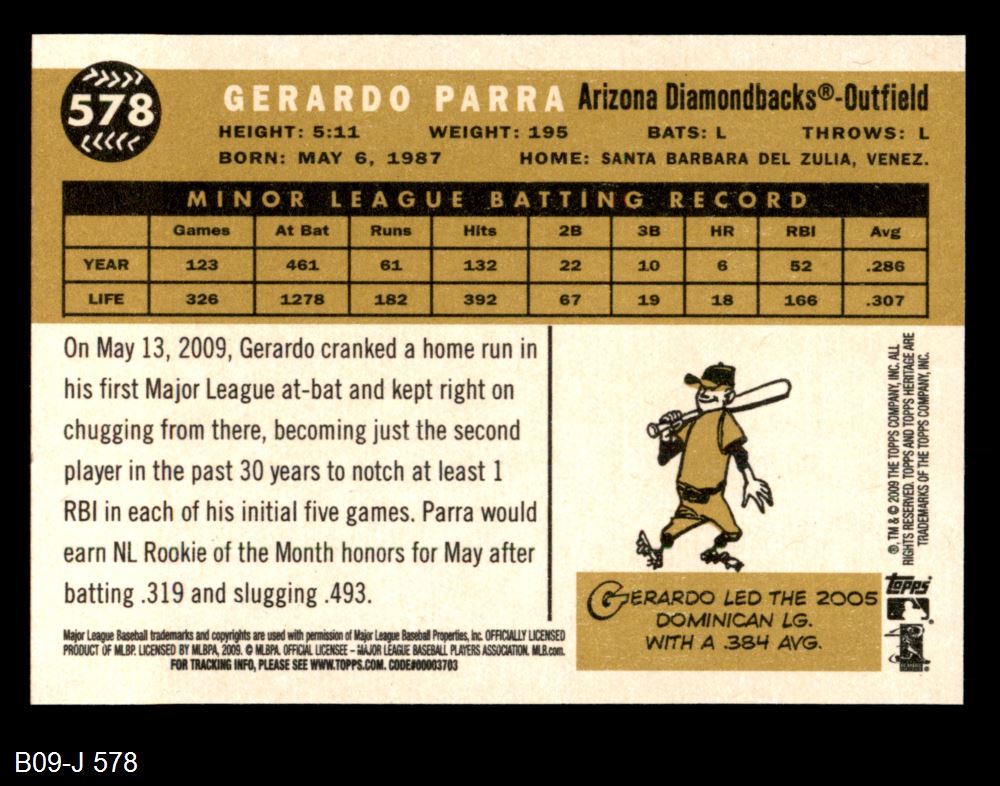 578
GERARDO PARRA Arizona Diamondbacks®-Outfield
HEIGHT: 5:11 WEIGHT: 195 BATS: L THROWS: L
BORN: MAY 6, 1987 HOME: SANTA BARBARA DEL ZULIA, VENEZ.
MINOR LEAGUE BATTING RECORD
Games At Bat Runs Hits 2B 3B HR RBI Avg
YEAR 123 461 61 132 22 10 6 52 .286
LIFE 326 1278 182 392 67 19 18 166 .307
On May 13, 2009, Gerardo cranked a home run in
his first Major League at-bat and kept right on
chugging from there, becoming just the second
player in the past 30 years to notch at least 1
RBI in each of his initial five games. Parra would
earn NL Rookie of the Month honors for May after
batting .319 and slugging .493.
Major League Baseball trademarks and copyrights are used with permission of Major League Baseball Properties, Inc. OFFICIALLY LICENSED
PRODUCT OF MLBP. LICENSED BY MLBPA, 2009. © MLBPA. OFFICIAL LICENSEE – MAJOR LEAGUE BASEBALL PLAYERS ASSOCIATION. MLB.com.
FOR TRACKING INFO, PLEASE SEE WWW.TOPPS.COM. CODE#00003703
GERARDO LED THE 2005
DOMINICAN LG.
WITH A .384 AVG.
®, TM & © 2009 THE TOPPS COMPANY, INC. ALL
RIGHTS RESERVED. TOPPS AND TOPPS HERITAGE ARE
TRADEMARKS OF THE TOPPS COMPANY, INC.
topps®
B09-J 578